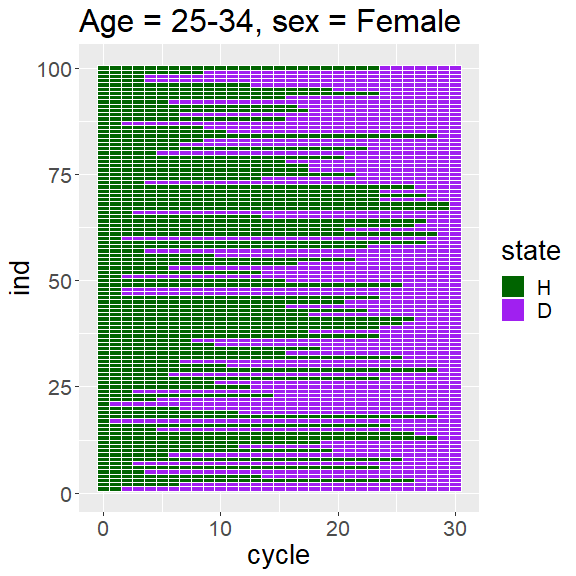 Age = 25-34, sex = Female
100
75
50
25
0
ind
0 10 20 30
cycle
state
H
D